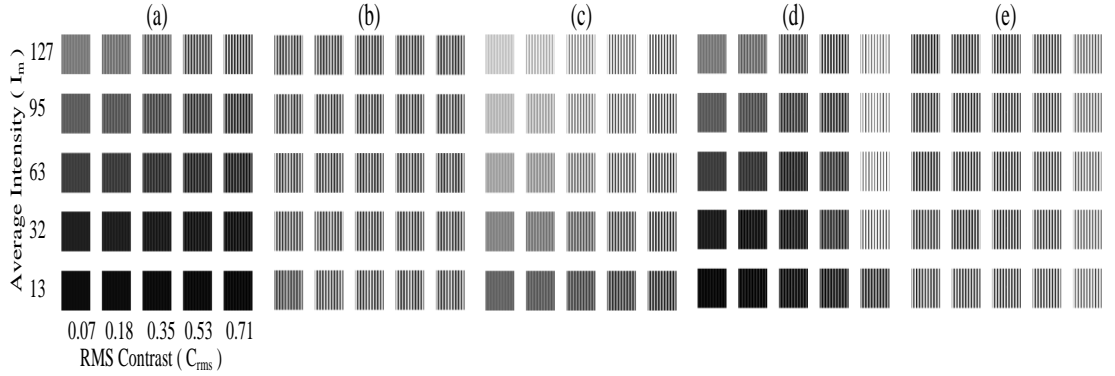 (a) (b) (c) (d) (e)
Average Intensity ( I_m )
127
95
63
32
13
0.07 0.18 0.35 0.53 0.71
RMS Contrast ( C_rms )